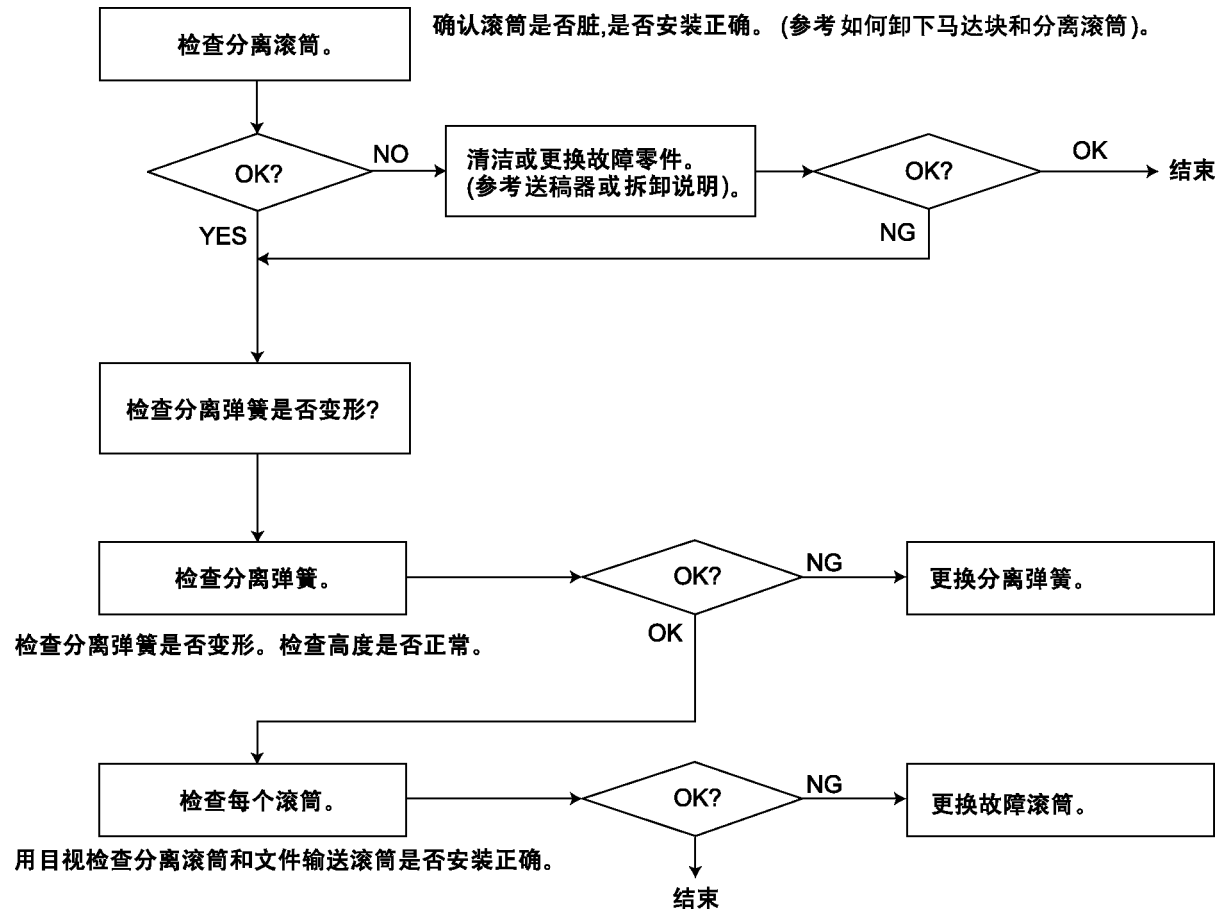 检查分离滚筒。
确认滚筒是否脏,是否安装正确。 (参考如何卸下马达块和分离滚筒)。
OK?
NO
清洁或更换故障零件。
(参考送稿器或拆卸说明)。
OK?
OK
结束
YES
NG
检查分离弹簧是否变形?
检查分离弹簧。
OK?
NG
更换分离弹簧。
OK
检查分离弹簧是否变形。检查高度是否正常。
检查每个滚筒。
OK?
NG
更换故障滚筒。
用目视检查分离滚筒和文件输送滚筒是否安装正确。
结束